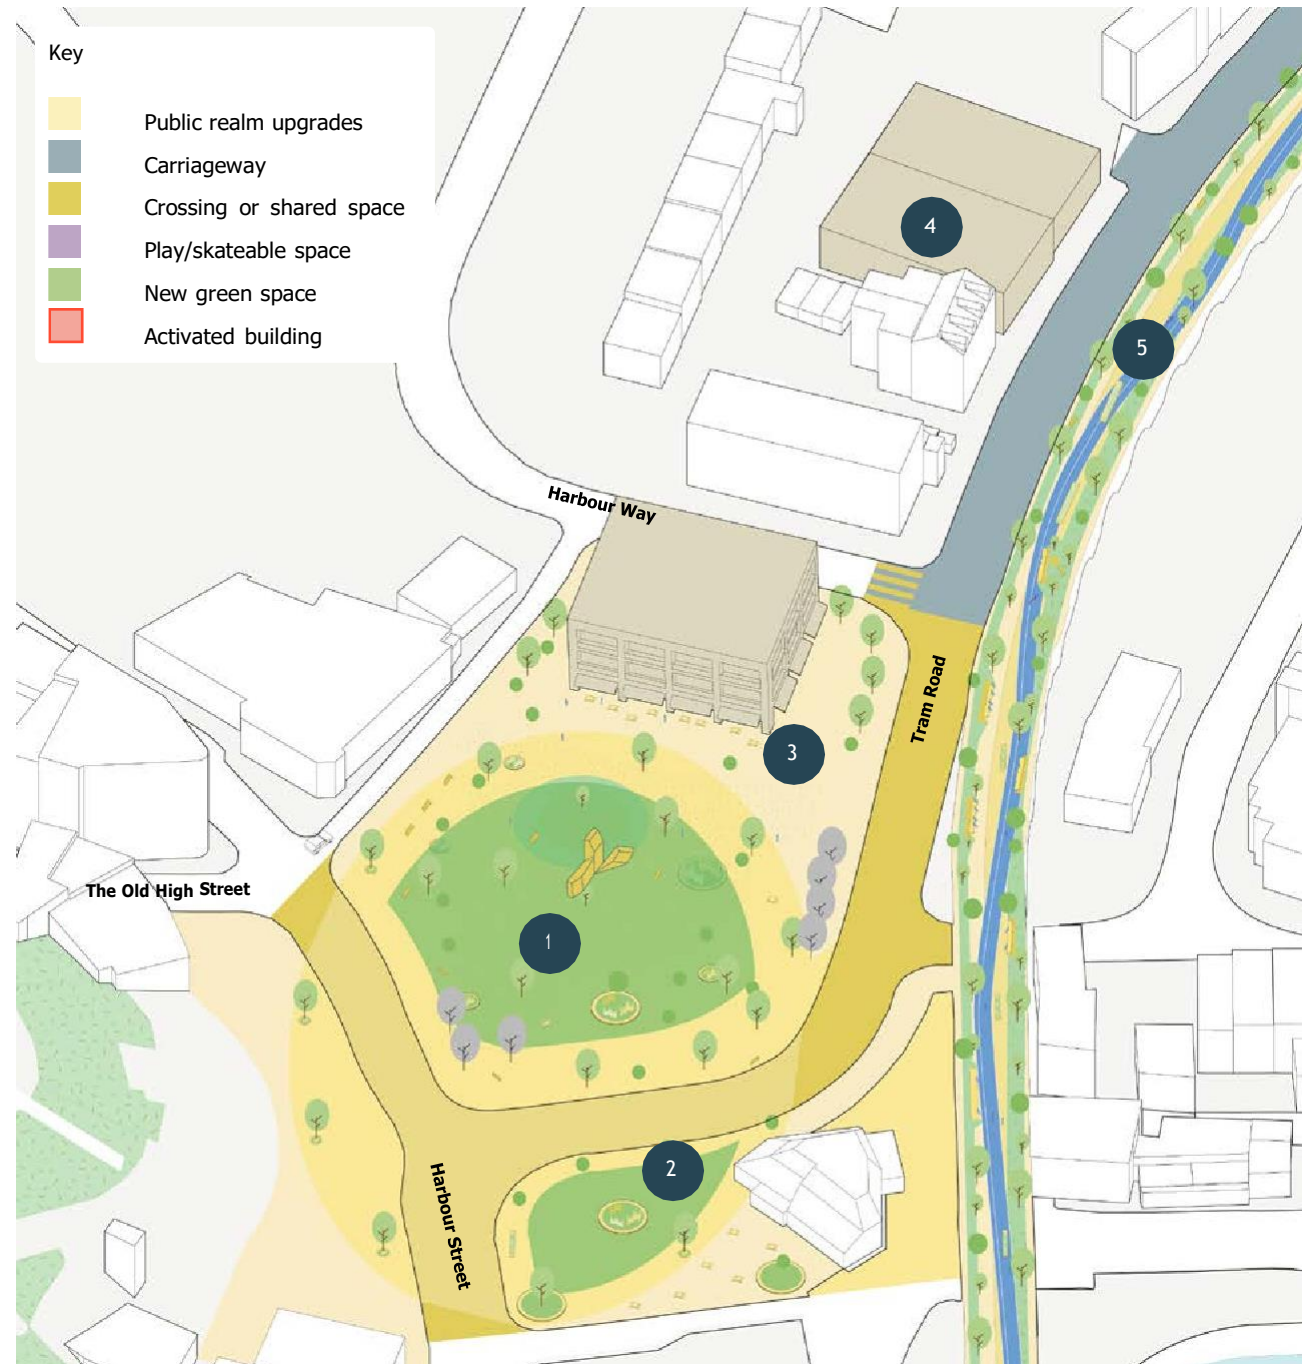 Key
Public realm upgrades
Carriageway
Crossing or shared space
Play/skateable space
New green space
Activated building
4
5
Harbour Way
Tram Road
3
The Old High Street
1
2
Harbour Street